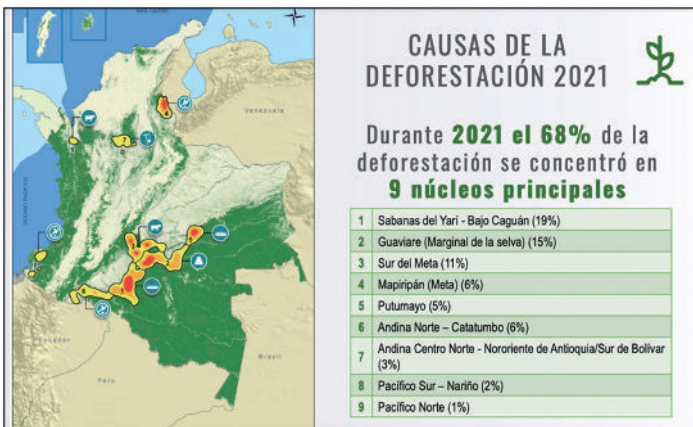 CAUSAS DE LA
DEFORESTACIÓN 2021
Durante 2021 el 68% de la
deforestación se concentró en
9 núcleos principales
1 Sabanas del Yarí - Bajo Caguán (19%)
2 Guaviare (Marginal de la selva) (15%)
3 Sur del Meta (11%)
4 Mapiripán (Meta) (6%)
5 Putumayo (5%)
6 Andina Norte – Catatumbo (6%)
7 Andina Centro Norte - Nororiente de Antioquia/Sur de Bolívar
(3%)
8 Pacífico Sur – Nariño (2%)
9 Pacífico Norte (1%)
Venezuela
OCEANO PACIFICO
Ecuador
Brazil
Peru